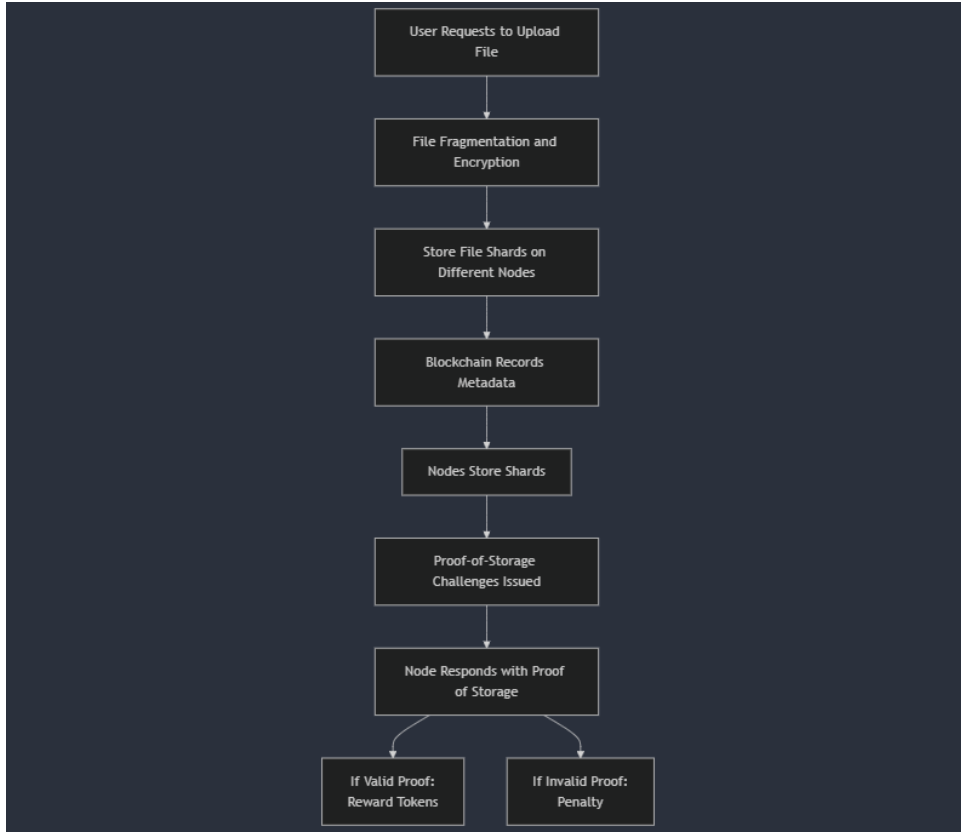 User Requests to Upload
File
File Fragmentation and
Encryption
Store File Shards on
Different Nodes
Blockchain Records
Metadata
Nodes Store Shards
Proof-of-Storage
Challenges Issued
Node Responds with Proof
of Storage
If Valid Proof:
Reward Tokens
If Invalid Proof:
Penalty